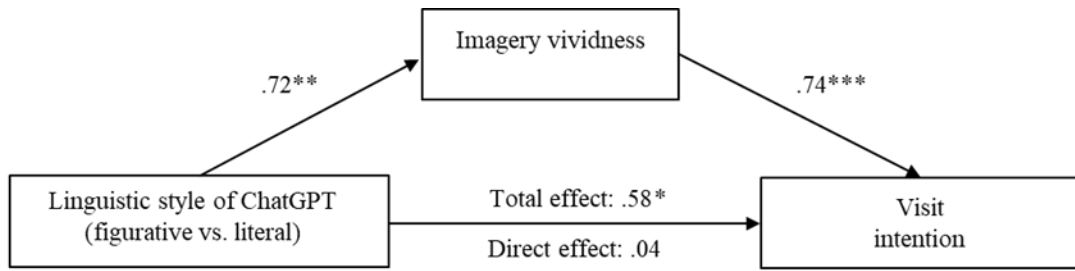 Imagery vividness
.72**
.74***
Linguistic style of ChatGPT
(figurative vs. literal)
Total effect: .58*
Direct effect: .04
Visit
intention